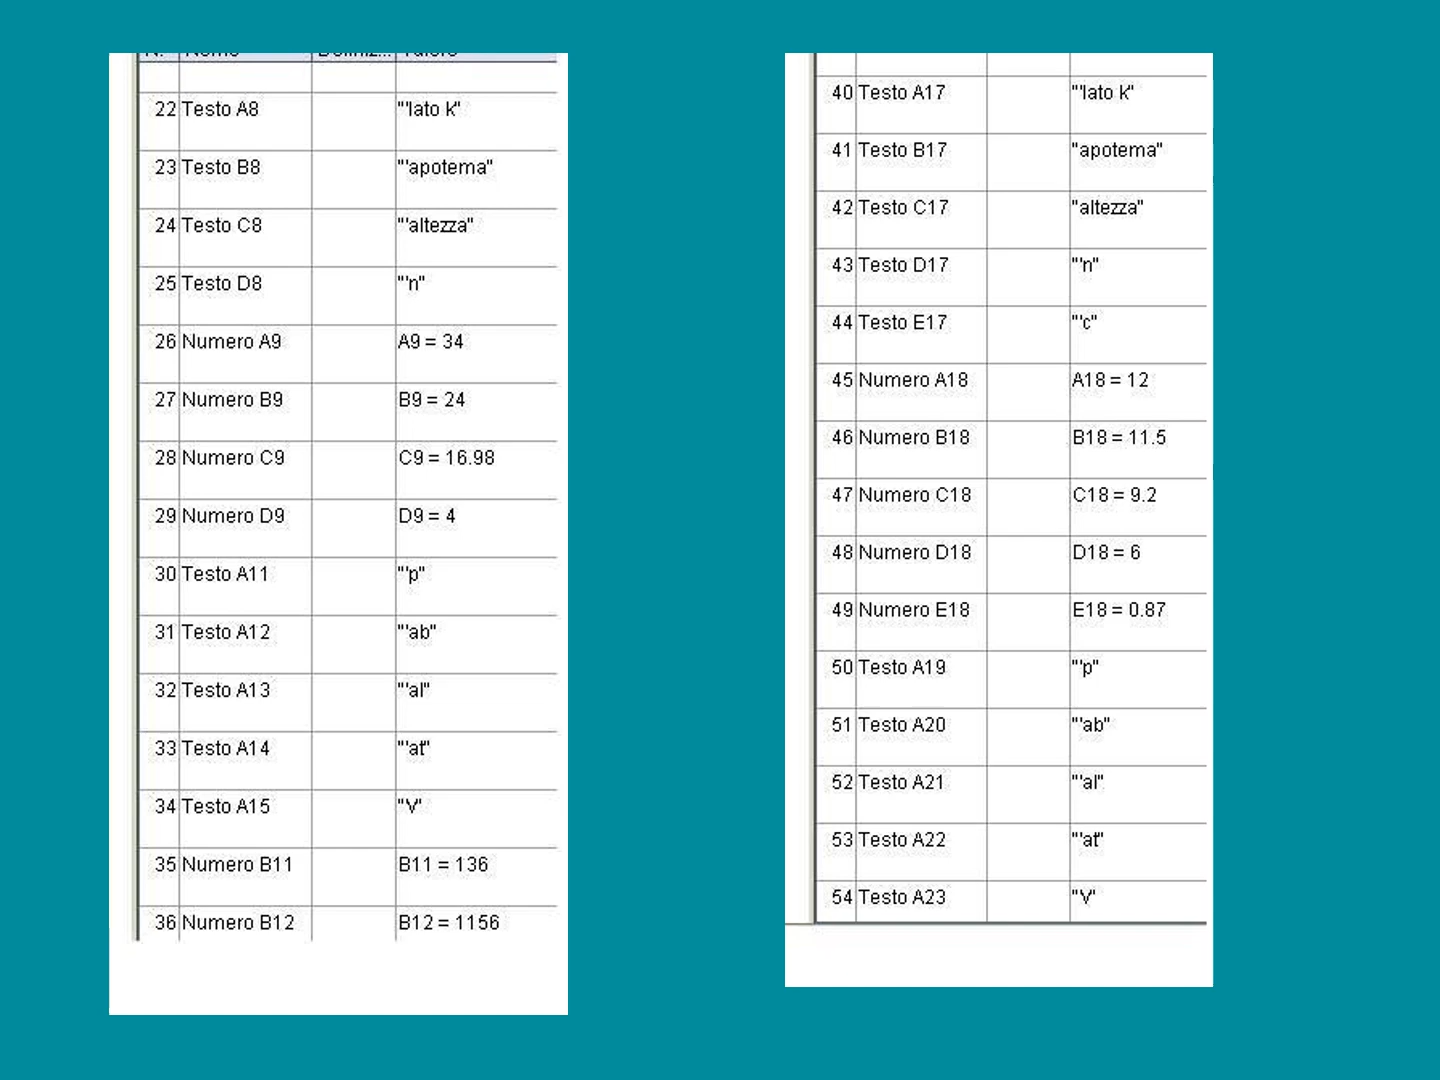 N. Nome Definiz... Valore
22 Testo A8 "'lato k"
23 Testo B8 "'apotema"
24 Testo C8 "'altezza"
25 Testo D8 "'n"
26 Numero A9 A9 = 34
27 Numero B9 B9 = 24
28 Numero C9 C9 = 16.98
29 Numero D9 D9 = 4
30 Testo A11 "'p"
31 Testo A12 "'ab"
32 Testo A13 "'al"
33 Testo A14 "'at"
34 Testo A15 "'V"
35 Numero B11 B11 = 136
36 Numero B12 B12 = 1156
40 Testo A17 "'lato k"
41 Testo B17 "apotema"
42 Testo C17 "altezza"
43 Testo D17 "'n"
44 Testo E17 "'c"
45 Numero A18 A18 = 12
46 Numero B18 B18 = 11.5
47 Numero C18 C18 = 9.2
48 Numero D18 D18 = 6
49 Numero E18 E18 = 0.87
50 Testo A19 "'p"
51 Testo A20 "'ab"
52 Testo A21 "'al"
53 Testo A22 "'at"
54 Testo A23 "'V"